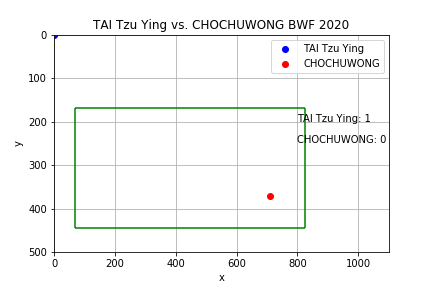 TAI Tzu Ying vs. CHOCHUWONG BWF 2020
TAI Tzu Ying
CHOCHUWONG
0
100
200
300
400
500
y
TAI Tzu Ying: 1
CHOCHUWONG: 0
0
200
400
600
800
1000
x